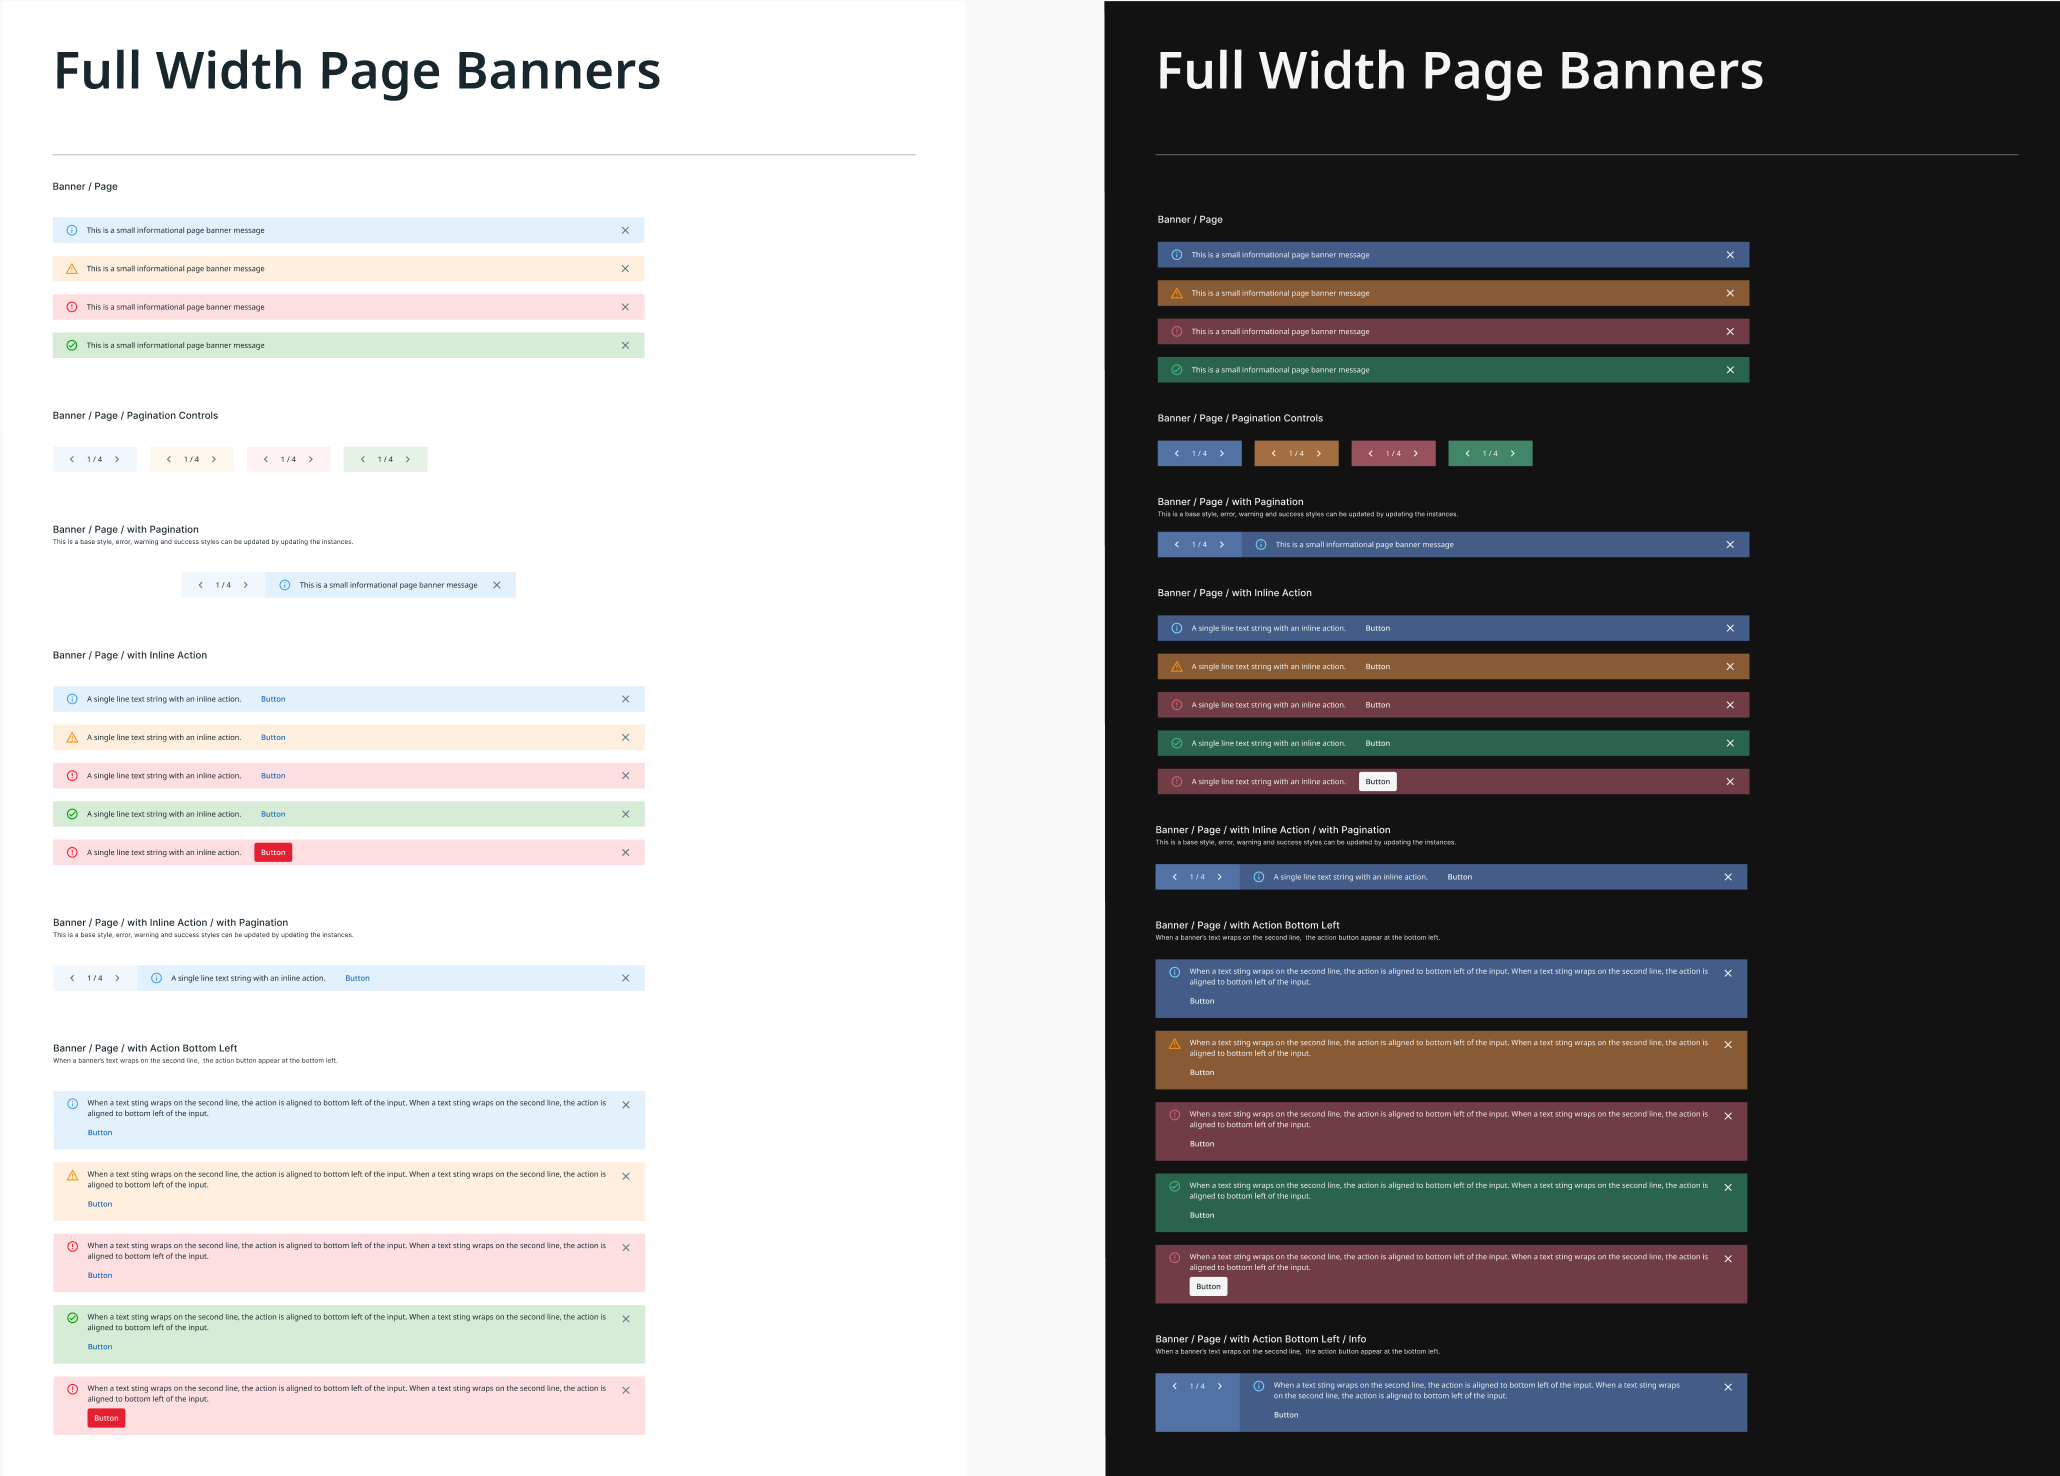 Full Width Page Banners
Banner / Page
This is a small informational page banner message
This is a small informational page banner message
This is a small informational page banner message
This is a small informational page banner message
Banner / Page / Pagination Controls
1 / 4
1 / 4
1 / 4
1 / 4
Banner / Page / with Pagination
This is a base style, error, warning and success styles can be updated by updating the instances.
1 / 4
This is a small informational page banner message
Banner / Page / with Inline Action
A single line text string with an inline action. Button
A single line text string with an inline action. Button
A single line text string with an inline action. Button
A single line text string with an inline action. Button
A single line text string with an inline action. Button
Banner / Page / with Inline Action / with Pagination
This is a base style, error, warning and success styles can be updated by updating the instances.
1 / 4 A single line text string with an inline action. Button
Banner / Page / with Action Bottom Left
When a banner's text wraps on the second line, the action button appear at the bottom left.
When a text sting wraps on the second line, the action is aligned to bottom left of the input. When a text sting wraps on the second line, the action is
aligned to bottom left of the input.
Button
When a text sting wraps on the second line, the action is aligned to bottom left of the input. When a text sting wraps on the second line, the action is
aligned to bottom left of the input.
Button
When a text sting wraps on the second line, the action is aligned to bottom left of the input. When a text sting wraps on the second line, the action is
aligned to bottom left of the input.
Button
When a text sting wraps on the second line, the action is aligned to bottom left of the input. When a text sting wraps on the second line, the action is
aligned to bottom left of the input.
Button
When a text sting wraps on the second line, the action is aligned to bottom left of the input. When a text sting wraps on the second line, the action is
aligned to bottom left of the input.
Button
Full Width Page Banners
Banner / Page
This is a small informational page banner message
This is a small informational page banner message
This is a small informational page banner message
This is a small informational page banner message
Banner / Page / Pagination Controls
1 / 4
1 / 4
1 / 4
1 / 4
Banner / Page / with Pagination
This is a base style, error, warning and success styles can be updated by updating the instances.
1 / 4
This is a small informational page banner message
Banner / Page / with Inline Action
A single line text string with an inline action. Button
A single line text string with an inline action. Button
A single line text string with an inline action. Button
A single line text string with an inline action. Button
A single line text string with an inline action. Button
Banner / Page / with Inline Action / with Pagination
This is a base style, error, warning and success styles can be updated by updating the instances.
1 / 4 A single line text string with an inline action. Button
Banner / Page / with Action Bottom Left
When a banner's text wraps on the second line, the action button appear at the bottom left.
When a text sting wraps on the second line, the action is aligned to bottom left of the input. When a text sting wraps on the second line, the action is
aligned to bottom left of the input.
Button
When a text sting wraps on the second line, the action is aligned to bottom left of the input. When a text sting wraps on the second line, the action is
aligned to bottom left of the input.
Button
When a text sting wraps on the second line, the action is aligned to bottom left of the input. When a text sting wraps on the second line, the action is
aligned to bottom left of the input.
Button
When a text sting wraps on the second line, the action is aligned to bottom left of the input. When a text sting wraps on the second line, the action is
aligned to bottom left of the input.
Button
When a text sting wraps on the second line, the action is aligned to bottom left of the input. When a text sting wraps on the second line, the action is
aligned to bottom left of the input.
Button
Banner / Page / with Action Bottom Left / Info
When a banner's text wraps on the second line, the action button appear at the bottom left.
1 / 4
When a text sting wraps on the second line, the action is aligned to bottom left of the input. When a text sting wraps
on the second line, the action is aligned to bottom left of the input.
Button